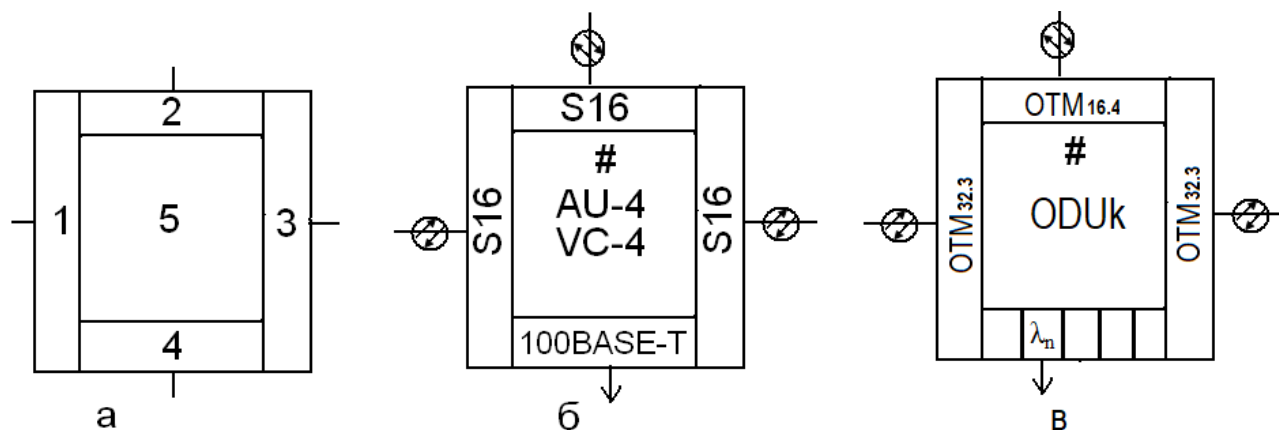 2
1
5
3
4
а
S16
S16
#
AU-4
VC-4
S16
100BASE-T
б
OTM16.4
OTM32.3
#
ODUk
OTM32.3
λn
в